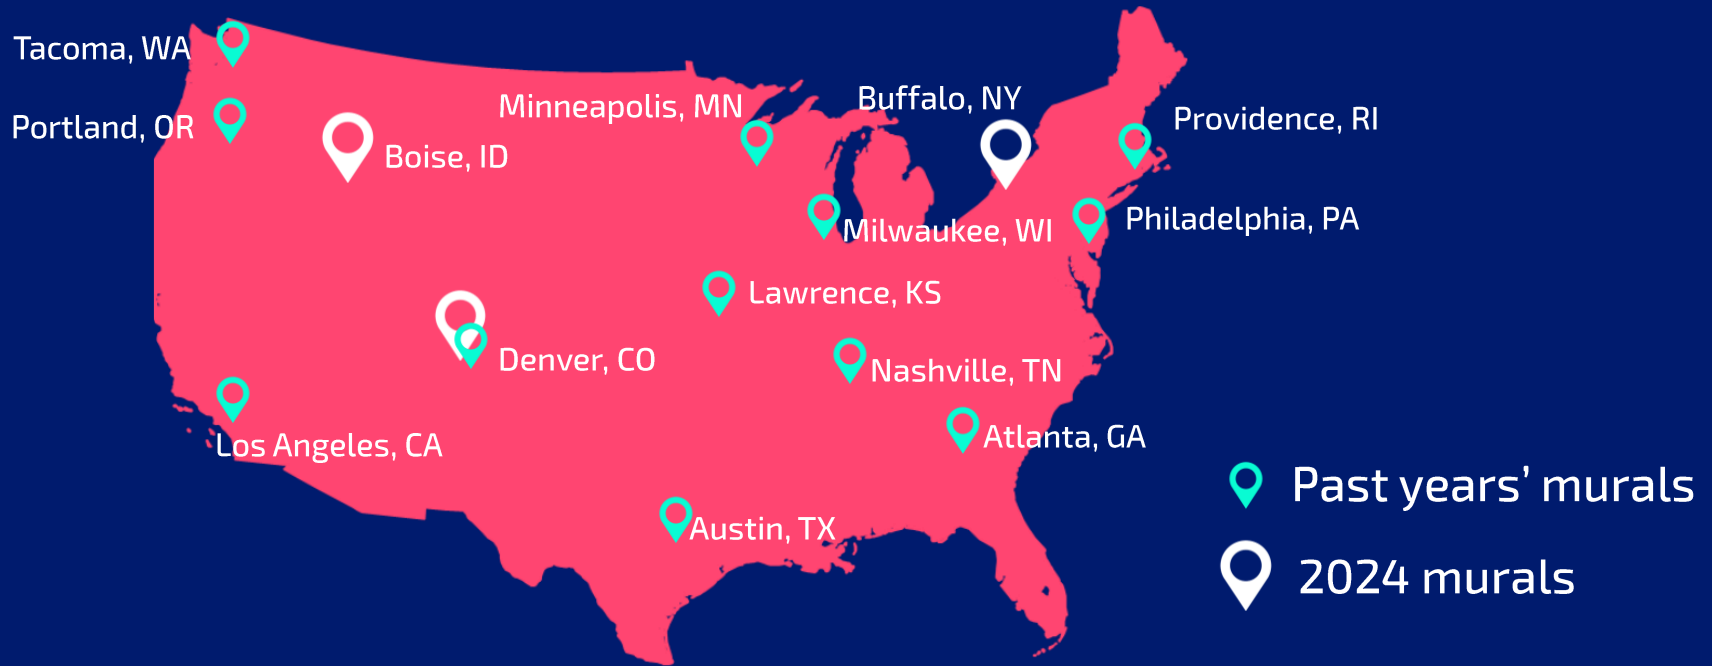 Tacoma, WA
Portland, OR
Boise, ID
Minneapolis, MN
Buffalo, NY
Providence, RI
Milwaukee, WI
Philadelphia, PA
Lawrence, KS
Denver, CO
Nashville, TN
Los Angeles, CA
Atlanta, GA
Austin, TX
Past years’ murals
2024 murals